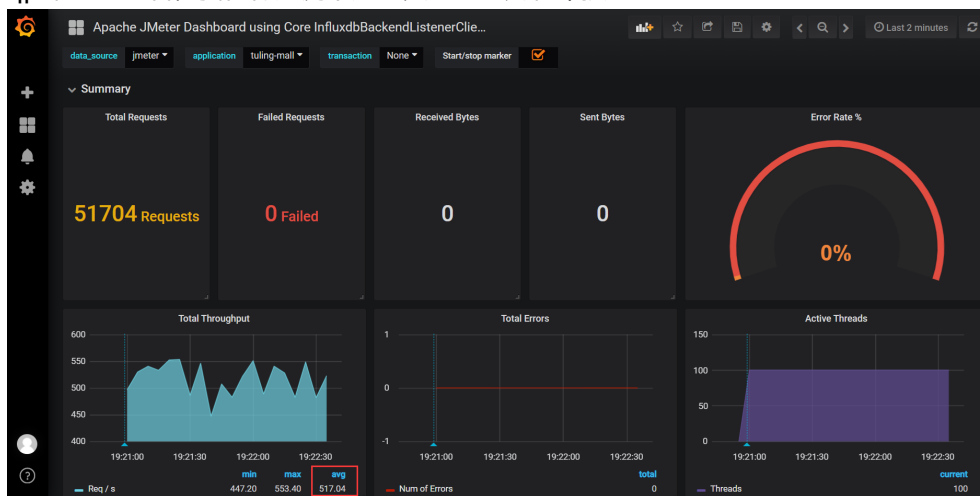 Apache JMeter Dashboard using Core InfluxdbBackendListenerClie...
Last 2 minutes
data_source jmeter application tuling-mall transaction None Start/stop marker
Summary
Total Requests Failed Requests Received Bytes Sent Bytes Error Rate %
51704 Requests 0 Failed 0 0 0%
Total Throughput
600
550
500
450
400
19:21:00 19:21:30 19:22:00 19:22:30
min max avg
Req / s 447.20 553.40 517.04
Total Errors
1
0
-1
19:21:00 19:21:30 19:22:00 19:22:30
total
Num of Errors 0
Active Threads
150
100
50
0
19:21:00 19:21:30 19:22:00 19:22:30
current
Threads 100